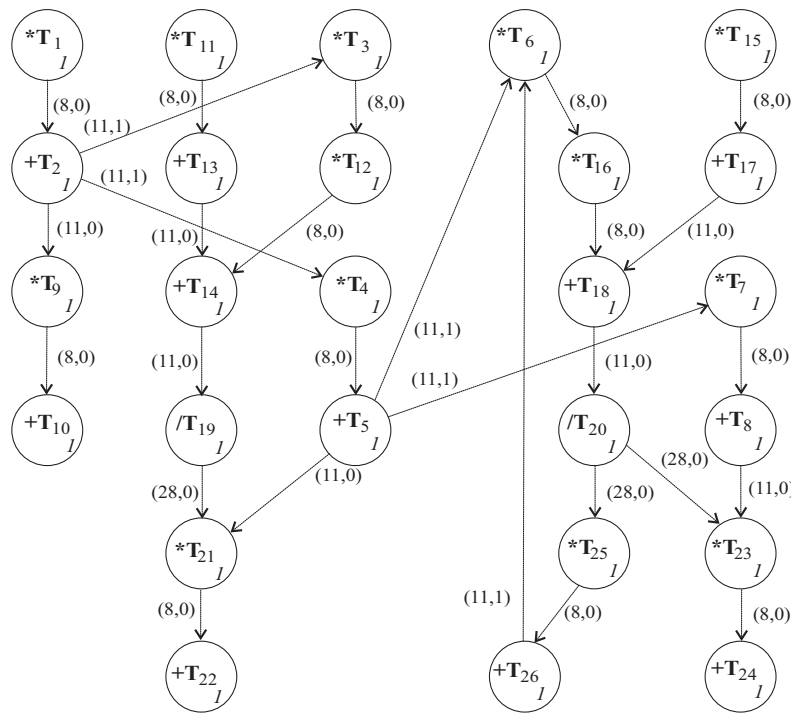 *T1 1 *T11 1 *T3 1 *T6 1 *T15 1
(8,0) (8,0) (8,0) (8,0) (8,0)
(11,1)
+T2 1 +T13 1 *T12 1 *T16 1 +T17 1
(11,1)
(11,0) (11,0) (8,0) (8,0) (11,0)
*T9 1 +T14 1 *T4 1 +T18 1 *T7 1
(8,0) (11,0) (8,0) (11,1) (11,0) (8,0)
(11,1)
+T10 1 /T19 1 +T5 1 /T20 1 +T8 1
(28,0) (11,0) (28,0) (28,0) (11,0)
*T21 1 *T25 1 *T23 1
(8,0) (11,1) (8,0) (8,0)
+T22 1 +T26 1 +T24 1